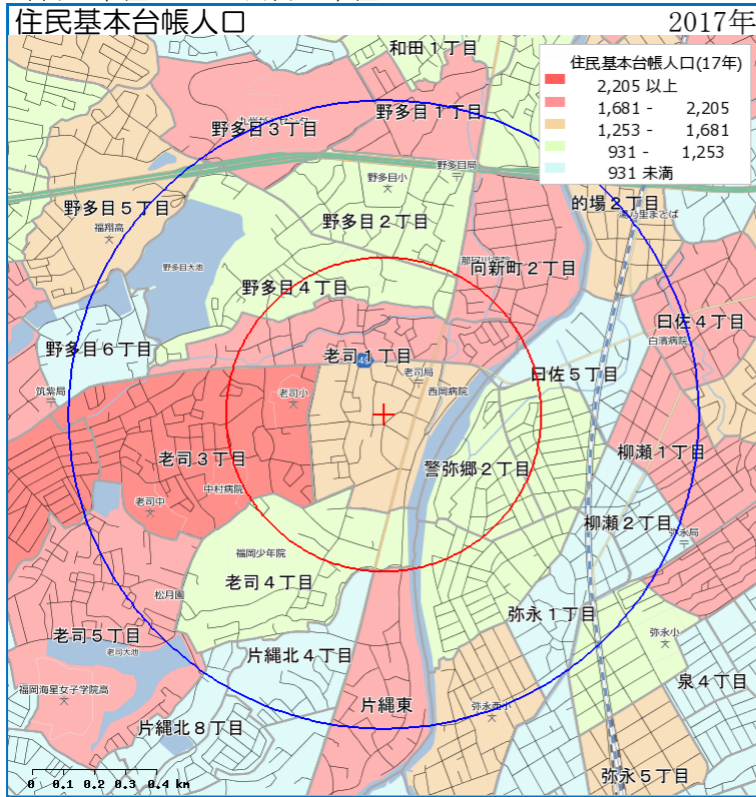 住民基本台帳人口
2017年
住民基本台帳人口(17年)
2,205 以上
1,681 - 2,205
1,253 - 1,681
931 - 1,253
931 未満
和田1丁目
野多目1丁目
野多目3丁目
野多目局
野多目小
的場2丁目
野多目5丁目
福翔高
野多目2丁目
向新町2丁目
野多目大池
野多目4丁目
曰佐4丁目
白濱病院
野多目6丁目
老司1丁目
老司局
曰佐5丁目
筑紫局
老司小
西岡病院
柳瀬1丁目
老司3丁目
警弥郷2丁目
中村病院
老司中
柳瀬2丁目
弥永局
福岡少年院
老司4丁目
松月園
弥永1丁目
老司5丁目
弥永小
老司大池
片縄北4丁目
泉4丁目
福岡海星女子学院高
片縄東
弥永西小
片縄北8丁目
弥永5丁目
0 0.1 0.2 0.3 0.4 km